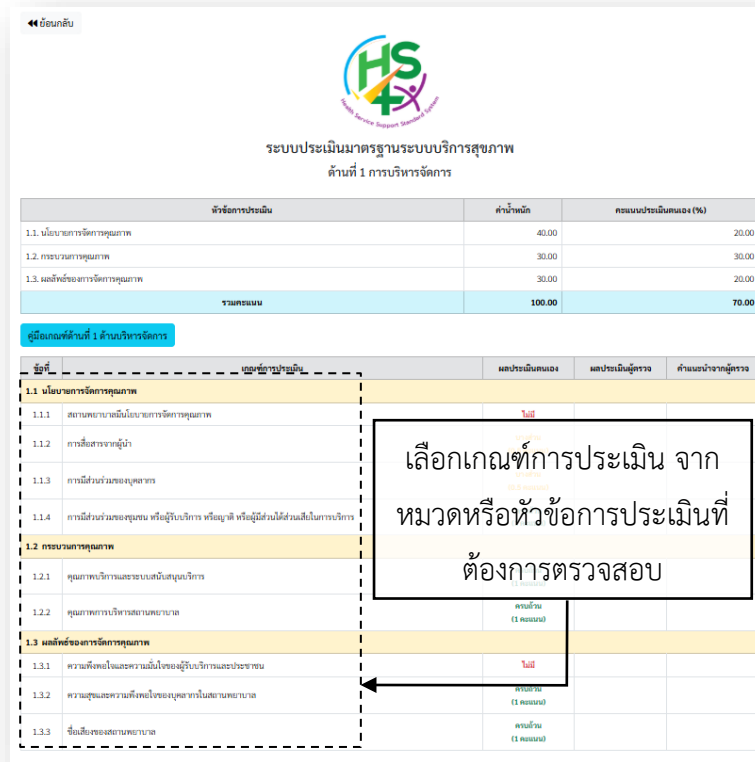 ย้อนกลับ
HS
Health Service Support Standard System
ระบบประเมินมาตรฐานระบบบริการสุขภาพ
ด้านที่ 1 การบริหารจัดการ
หัวข้อการประเมิน ค่าน้ำหนัก คะแนนประเมินตนเอง (%)
1.1. นโยบายการจัดการคุณภาพ 40.00 20.00
1.2. กระบวนการคุณภาพ 30.00 30.00
1.3. ผลลัพธ์ของการจัดการคุณภาพ 30.00 20.00
รวมคะแนน 100.00 70.00
คู่มือเกณฑ์ด้านที่ 1 ด้านบริหารจัดการ
ข้อที่ เกณฑ์การประเมิน ผลประเมินตนเอง ผลประเมินผู้ตรวจ คำแนะนำจากผู้ตรวจ
1.1 นโยบายการจัดการคุณภาพ
1.1.1 สถานพยาบาลมีนโยบายการจัดการคุณภาพ ไม่มี
1.1.2 การสื่อสารจากผู้นำ
1.1.3 การมีส่วนร่วมของบุคลากร
1.1.4 การมีส่วนร่วมของชุมชน หรือผู้รับบริการ หรือญาติ หรือผู้มีส่วนได้ส่วนเสียในการบริการ
เลือกเกณฑ์การประเมิน จาก
หมวดหรือหัวข้อการประเมินที่
ต้องการตรวจสอบ
1.2 กระบวนการคุณภาพ
1.2.1 คุณภาพบริการและระบบสนับสนุนบริการ
(1 คะแนน)
1.2.2 คุณภาพการบริหารสถานพยาบาล ครบถ้วน
(1 คะแนน)
1.3 ผลลัพธ์ของการจัดการคุณภาพ
1.3.1 ความพึงพอใจและความมั่นใจของผู้รับบริการและประชาชน ไม่มี
1.3.2 ความสุขและความพึงพอใจของบุคลากรในสถานพยาบาล ครบถ้วน
(1 คะแนน)
1.3.3 ชื่อเสียงของสถานพยาบาล ครบถ้วน
(1 คะแนน)